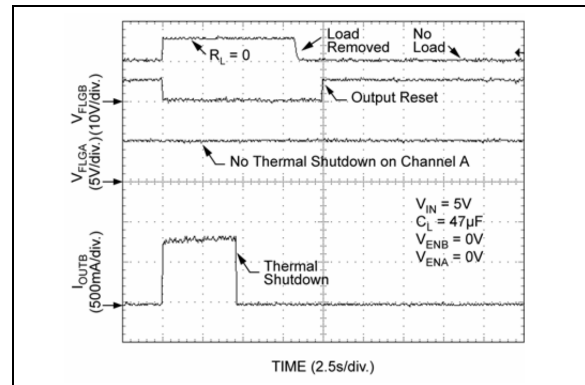 Load
Removed
No
Load
R_L = 0
V_FLGB
(10V/div.)
Output Reset
V_FLGA
(5V/div.)
No Thermal Shutdown on Channel A
V_IN = 5V
C_L = 47µF
V_ENB = 0V
V_ENA = 0V
I_OUTB
(500mA/div.)
Thermal
Shutdown
TIME (2.5s/div.)